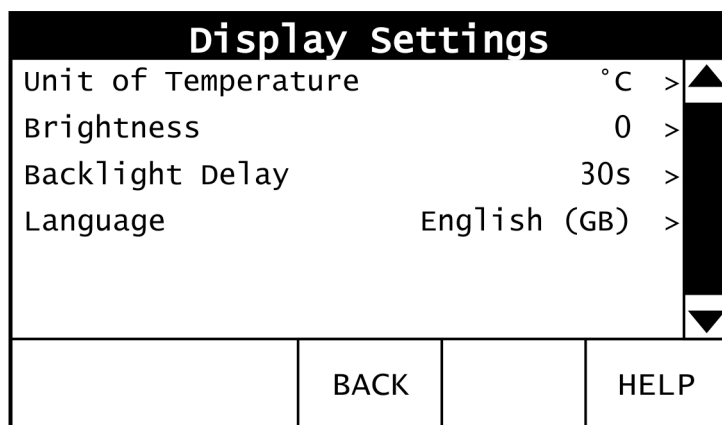 Display Settings
Unit of Temperature °C >
Brightness 0 >
Backlight Delay 30s >
Language English (GB) >
BACK HELP